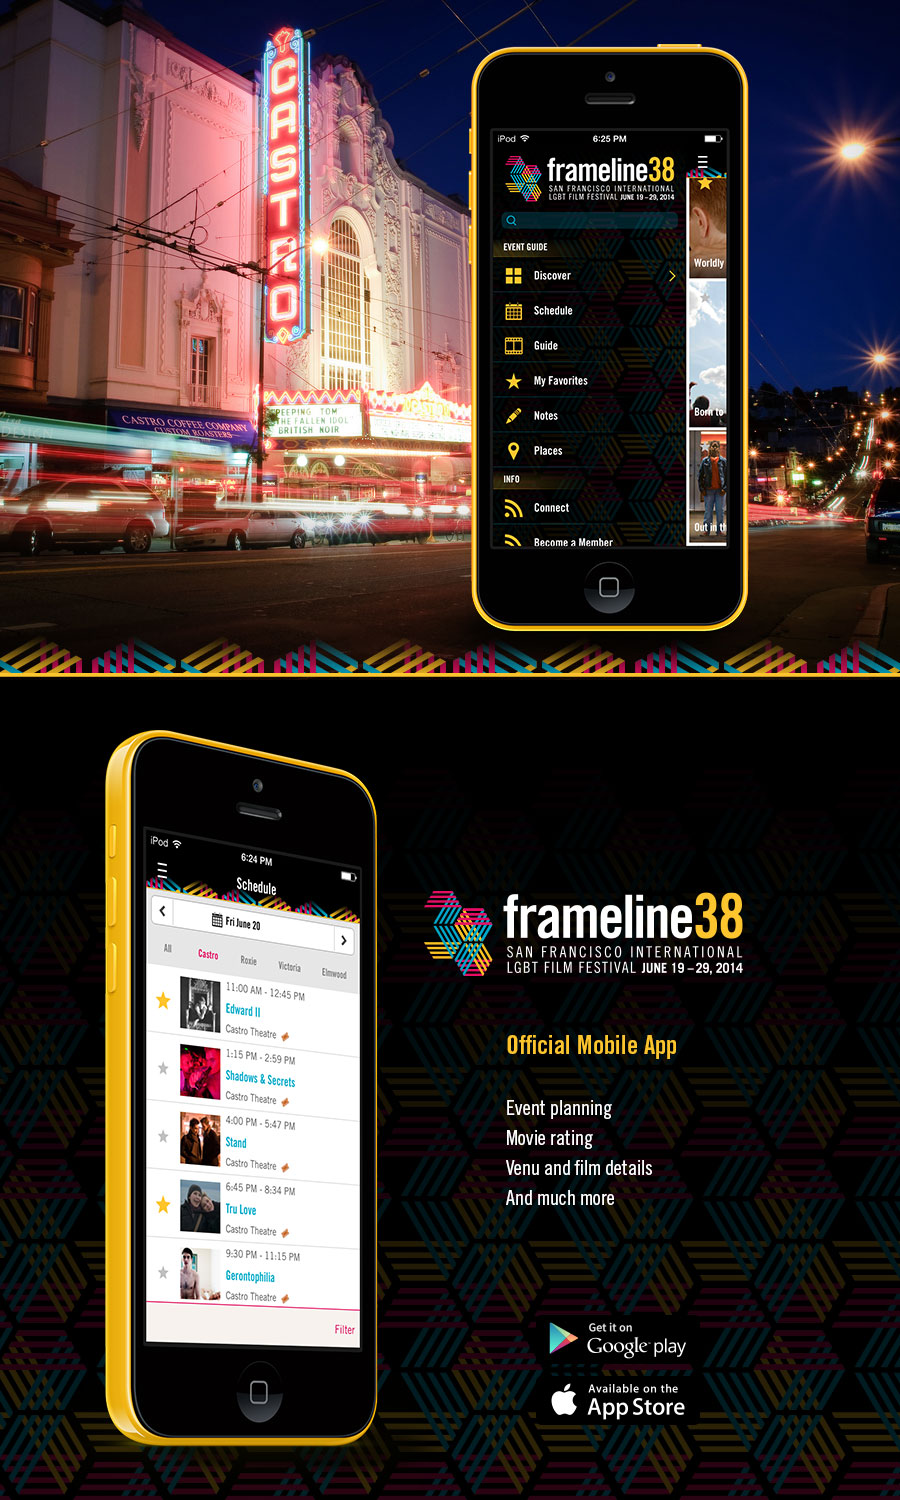 CASTRO
CASTRO COFFEE COMPANY
CUSTOM ROASTERS
PEEPING TOM
THE FALLEN IDOL
BRITISH NOIR
iPod
6:25 PM
frameline38
SAN FRANCISCO INTERNATIONAL
LGBT FILM FESTIVAL JUNE 19–29, 2014
EVENT GUIDE
Discover
Schedule
Guide
My Favorites
Notes
Places
INFO
Connect
Become a Member
Worldly
Born to
Out in th
iPod
6:24 PM
Schedule
Fri June 20
All Castro Roxie Victoria Elmwood
11:00 AM - 12:45 PM
Edward II
Castro Theatre
1:15 PM - 2:59 PM
Shadows & Secrets
Castro Theatre
4:00 PM - 5:47 PM
Stand
Castro Theatre
6:45 PM - 8:34 PM
Tru Love
Castro Theatre
9:30 PM - 11:15 PM
Gerontophilia
Castro Theatre
Filter
frameline38
SAN FRANCISCO INTERNATIONAL
LGBT FILM FESTIVAL JUNE 19–29, 2014
Official Mobile App
Event planning
Movie rating
Venu and film details
And much more
Get it on
Google play
Available on the
App Store